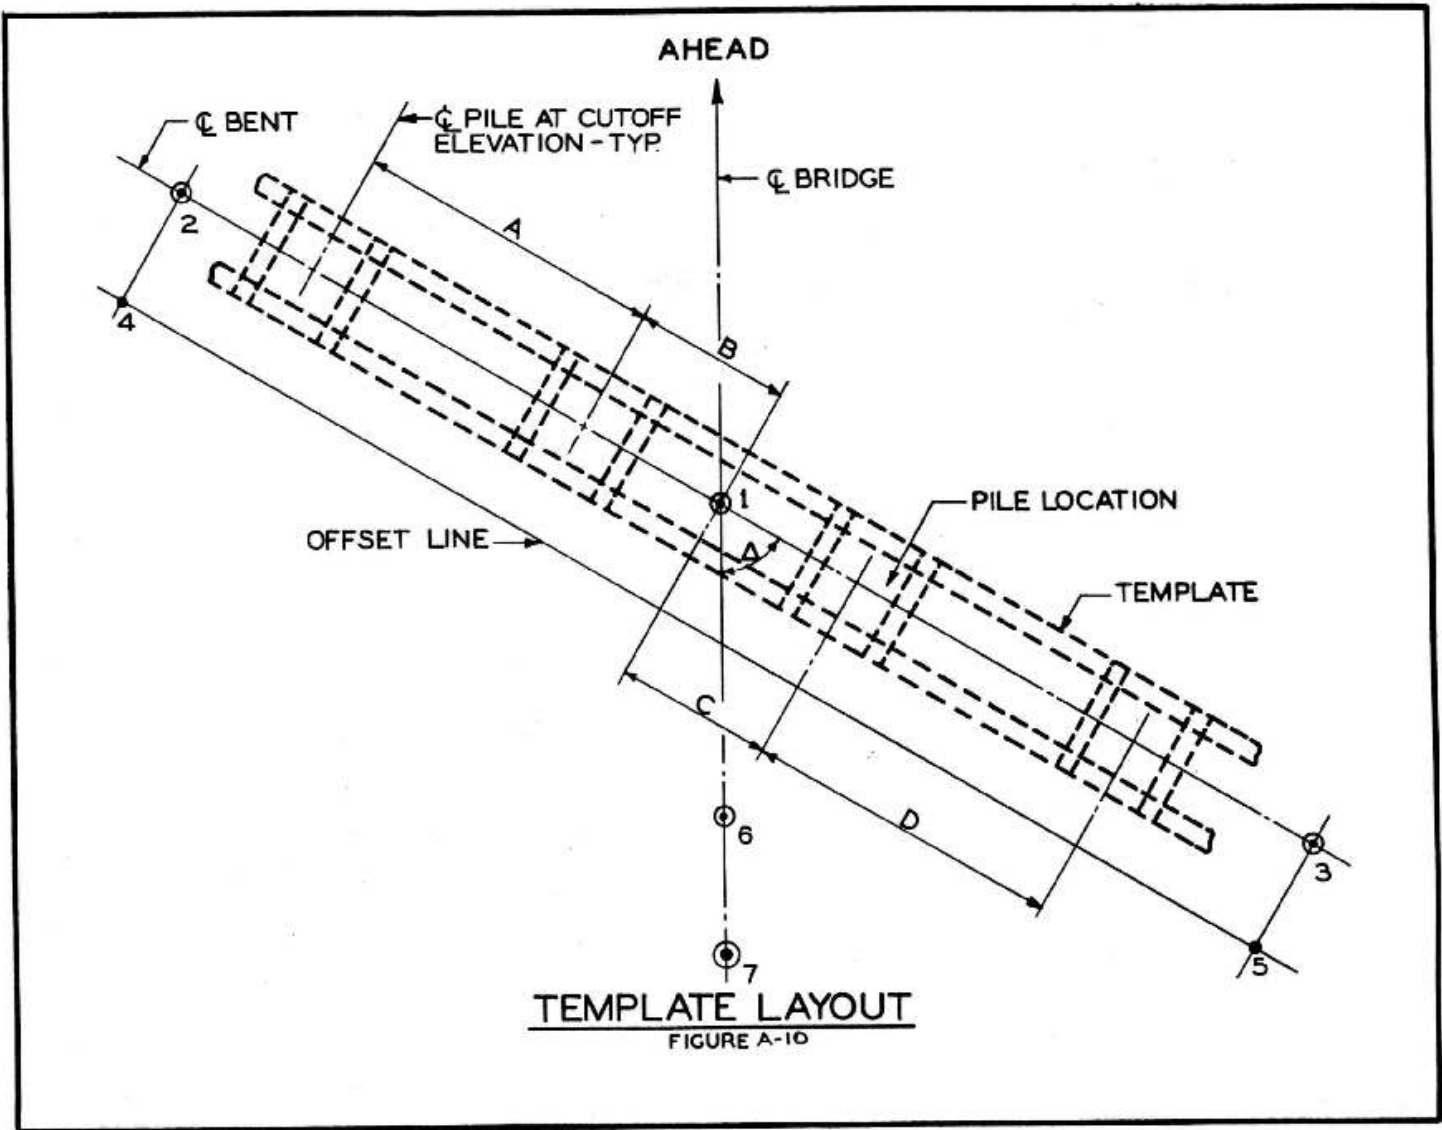 AHEAD
℄ BENT
℄ PILE AT CUTOFF
ELEVATION - TYP.
℄ BRIDGE
2
A
4
B
1
PILE LOCATION
OFFSET LINE
Δ
TEMPLATE
C
D
6
3
5
7
TEMPLATE LAYOUT
FIGURE A-10